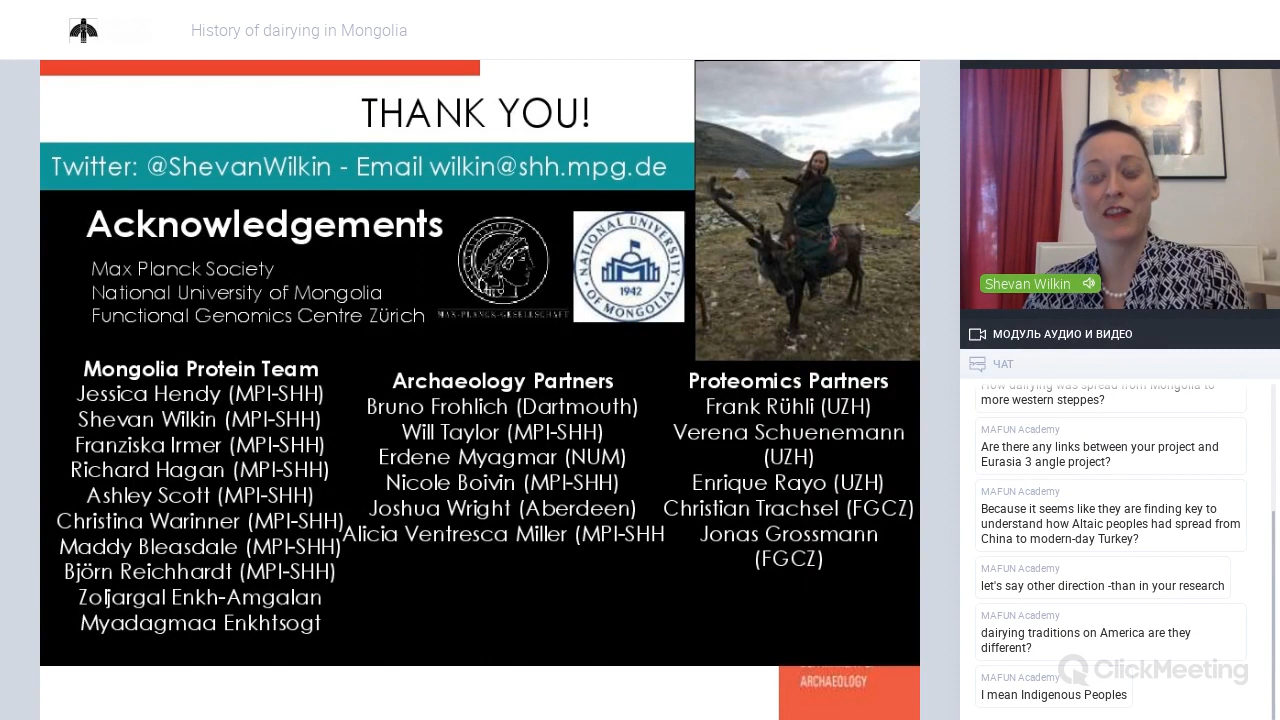 History of dairying in Mongolia
THANK YOU!
Twitter: @ShevanWilkin - Email wilkin@shh.mpg.de
Acknowledgements
Max Planck Society
National University of Mongolia
Functional Genomics Centre Zürich
MAX-PLANCK-GESELLSCHAFT
NATIONAL UNIVERSITY
OF MONGOLIA
1942
Mongolia Protein Team
Jessica Hendy (MPI-SHH)
Shevan Wilkin (MPI-SHH)
Franziska Irmer (MPI-SHH)
Richard Hagan (MPI-SHH)
Ashley Scott (MPI-SHH)
Christina Warinner (MPI-SHH)
Maddy Bleasdale (MPI-SHH)
Björn Reichhardt (MPI-SHH)
Zoljargal Enkh-Amgalan
Myadagmaa Enkhtsogt
Archaeology Partners
Bruno Frohlich (Dartmouth)
Will Taylor (MPI-SHH)
Erdene Myagmar (NUM)
Nicole Boivin (MPI-SHH)
Joshua Wright (Aberdeen)
Alicia Ventresca Miller (MPI-SHH
Proteomics Partners
Frank Rühli (UZH)
Verena Schuenemann
(UZH)
Enrique Rayo (UZH)
Christian Trachsel (FGCZ)
Jonas Grossmann
(FGCZ)
ARCHAEOLOGY
Shevan Wilkin
МОДУЛЬ АУДИО И ВИДЕО
ЧАТ
How dairying was spread from Mongolia to
more western steppes?
MAFUN Academy
Are there any links between your project and
Eurasia 3 angle project?
MAFUN Academy
Because it seems like they are finding key to
understand how Altaic peoples had spread from
China to modern-day Turkey?
MAFUN Academy
let's say other direction -than in your research
MAFUN Academy
dairying traditions on America are they
different?
MAFUN Academy
I mean Indigenous Peoples
ClickMeeting